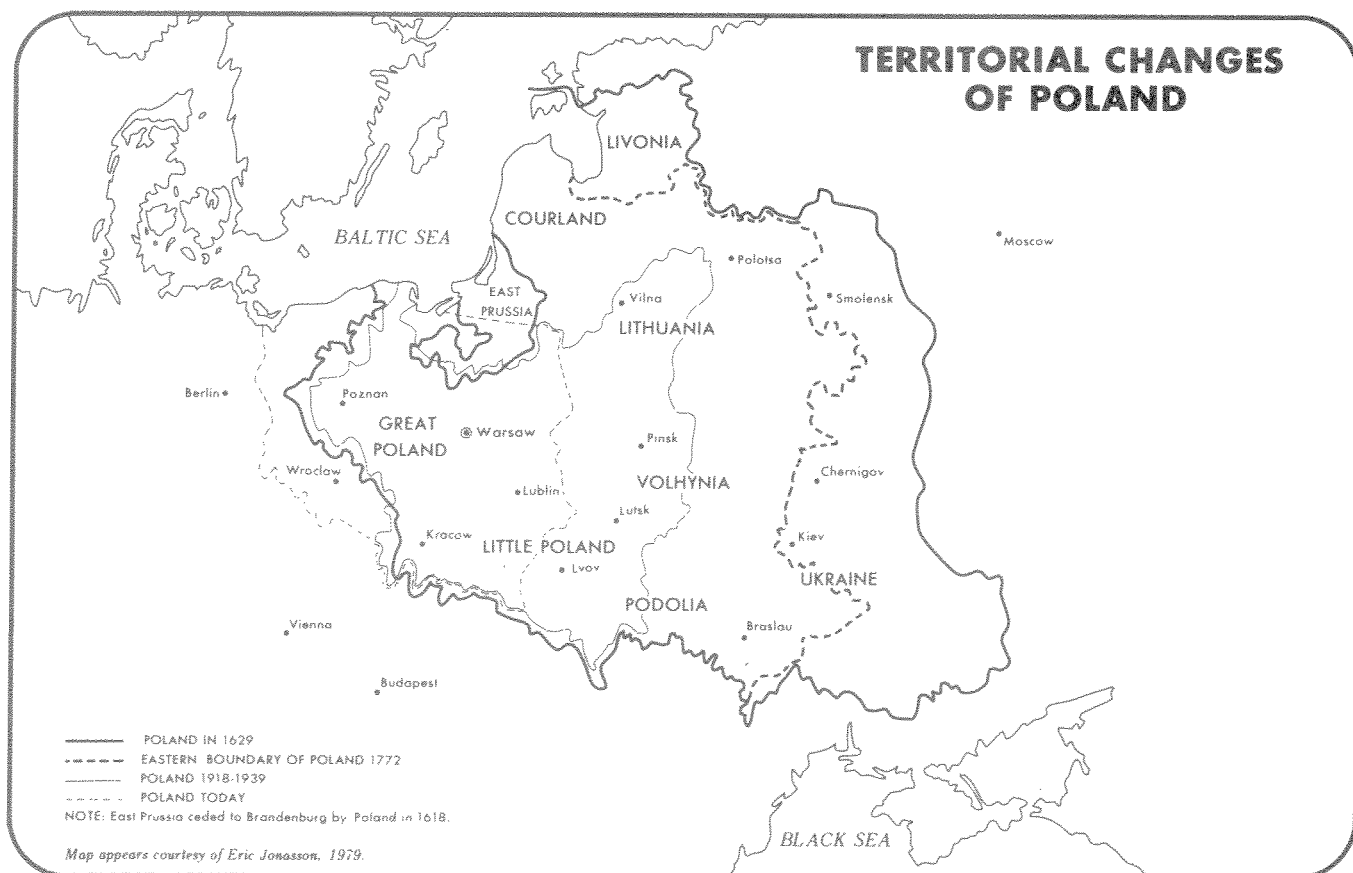 TERRITORIAL CHANGES
OF POLAND
LIVONIA
COURLAND
BALTIC SEA
Moscow
Polotsa
EAST
PRUSSIA
Vilna
Smolensk
LITHUANIA
Berlin
Poznan
GREAT
POLAND
Warsaw
Pinsk
Wroclaw
VOLHYNIA
Chernigov
Lublin
Lutsk
Kracow
LITTLE POLAND
Kiev
Lvov
UKRAINE
PODOLIA
Vienna
Braslau
Budapest
POLAND IN 1629
EASTERN BOUNDARY OF POLAND 1772
POLAND 1918-1939
POLAND TODAY
NOTE: East Prussia ceded to Brandenburg by Poland in 1618.
BLACK SEA
Map appears courtesy of Eric Jonasson, 1979.